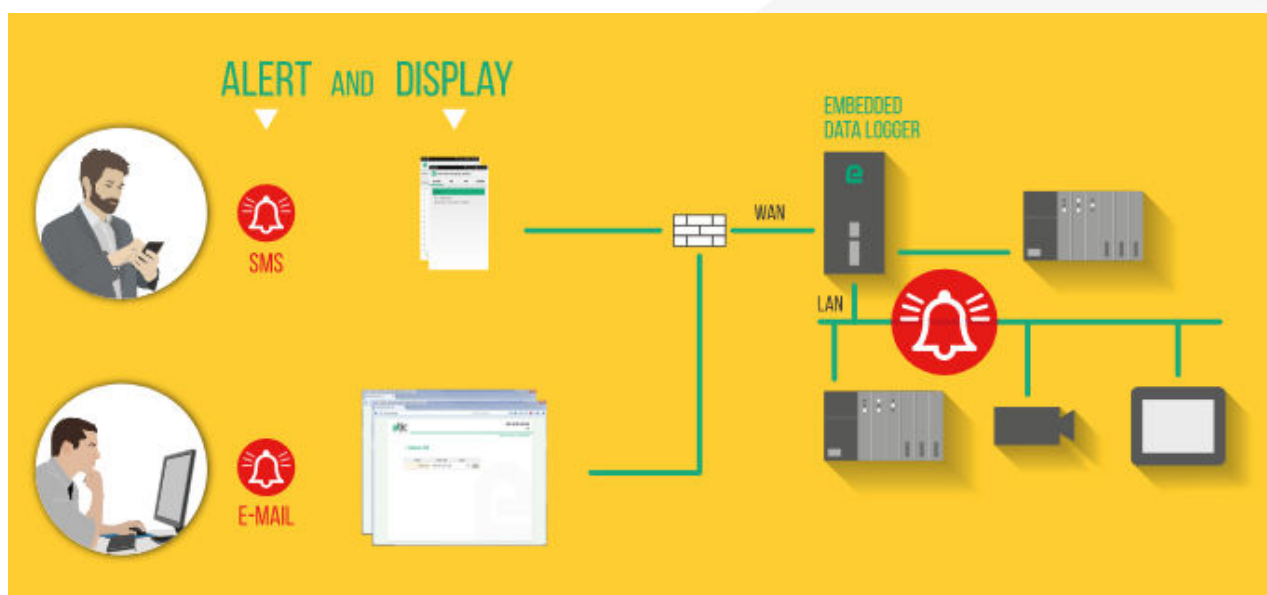 ALERT AND DISPLAY
EMBEDDED
DATA LOGGER
WAN
SMS
LAN
E-MAIL